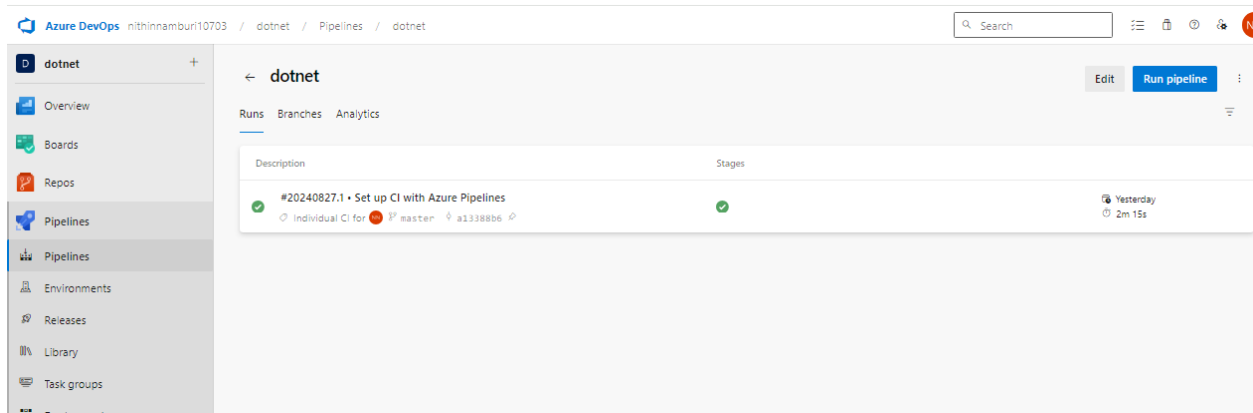 Azure DevOps nithinnamburi10703 / dotnet / Pipelines / dotnet
Search
D dotnet +
Overview
Boards
Repos
Pipelines
Pipelines
Environments
Releases
Library
Task groups
← dotnet
Edit Run pipeline
Runs Branches Analytics
Description Stages
#20240827.1 • Set up CI with Azure Pipelines
Individual CI for NN master a13388b6
Yesterday
2m 15s